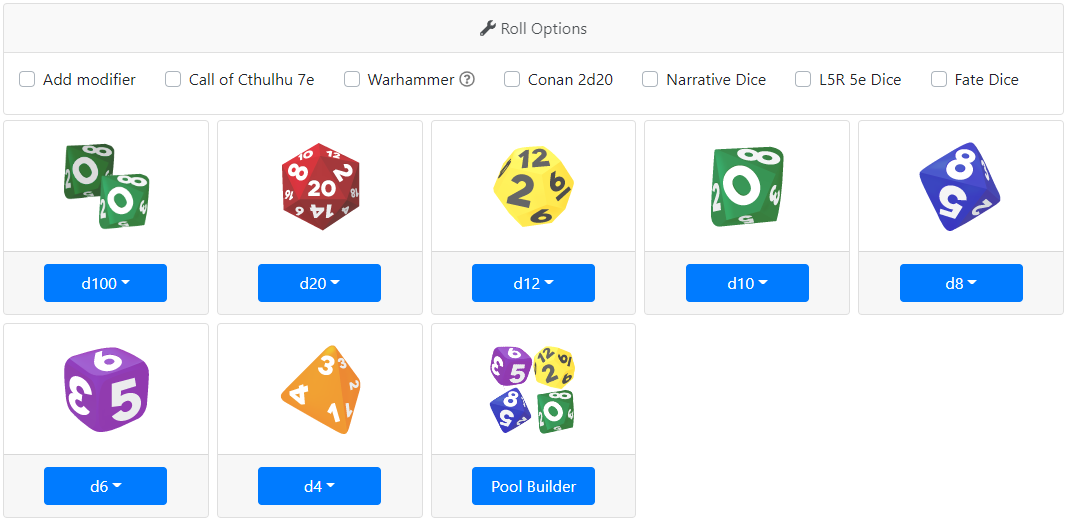 Roll Options
Add modifier Call of Cthulhu 7e Warhammer Conan 2d20 Narrative Dice L5R 5e Dice Fate Dice
d100 d20 d12 d10 d8
d6 d4 Pool Builder